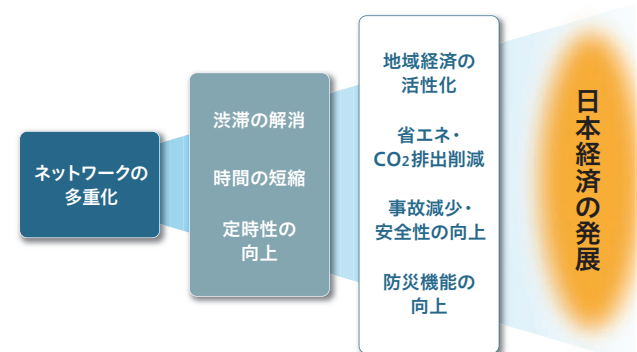 ネットワークの
多重化
渋滞の解消
時間の短縮
定時性の
向上
地域経済の
活性化
省エネ・
CO2排出削減
事故減少・
安全性の向上
防災機能の
向上
日本経済の発展